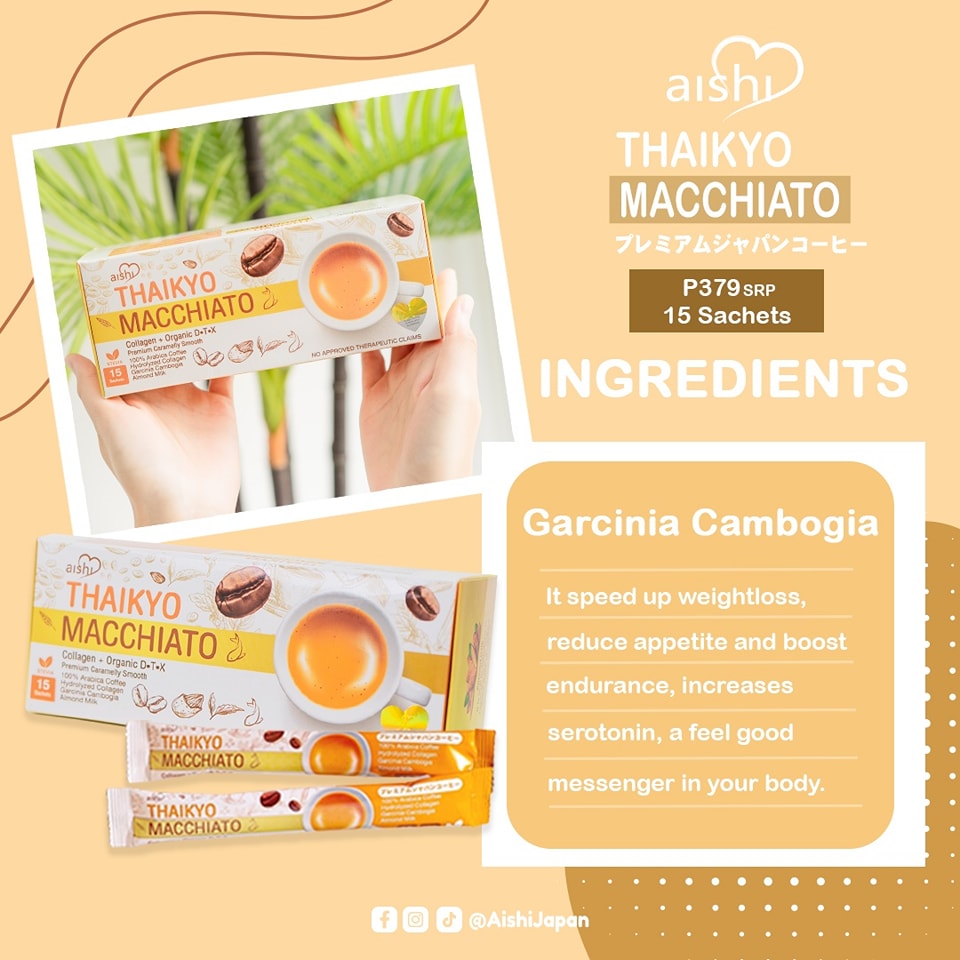 aishi
THAIKYO
MACCHIATO
プレミアムジャパンコーヒー
P379 SRP
15 Sachets
INGREDIENTS
aishi
THAIKYO
MACCHIATO
Collagen + Organic D•T•X
Premium Caramelly Smooth
100% Arabica Coffee
Hydrolyzed Collagen
Garcinia Cambogia
Almond Milk
STEVIA
15
Sachets
NO APPROVED THERAPEUTIC CLAIMS
Garcinia Cambogia
It speed up weightloss,
reduce appetite and boost
endurance, increases
serotonin, a feel good
messenger in your body.
aishi
THAIKYO
MACCHIATO
Collagen + Organic D•T•X
Premium Caramelly Smooth
100% Arabica Coffee
Hydrolyzed Collagen
Garcinia Cambogia
Almond Milk
STEVIA
15
Sachets
THAIKYO
MACCHIATO
プレミアムジャパンコーヒー
100% Arabica Coffee
Hydrolyzed Collagen
Garcinia Cambogia
Almond Milk
THAIKYO
MACCHIATO
プレミアムジャパンコーヒー
100% Arabica Coffee
Hydrolyzed Collagen
Garcinia Cambogia
Almond Milk
@AishiJapan